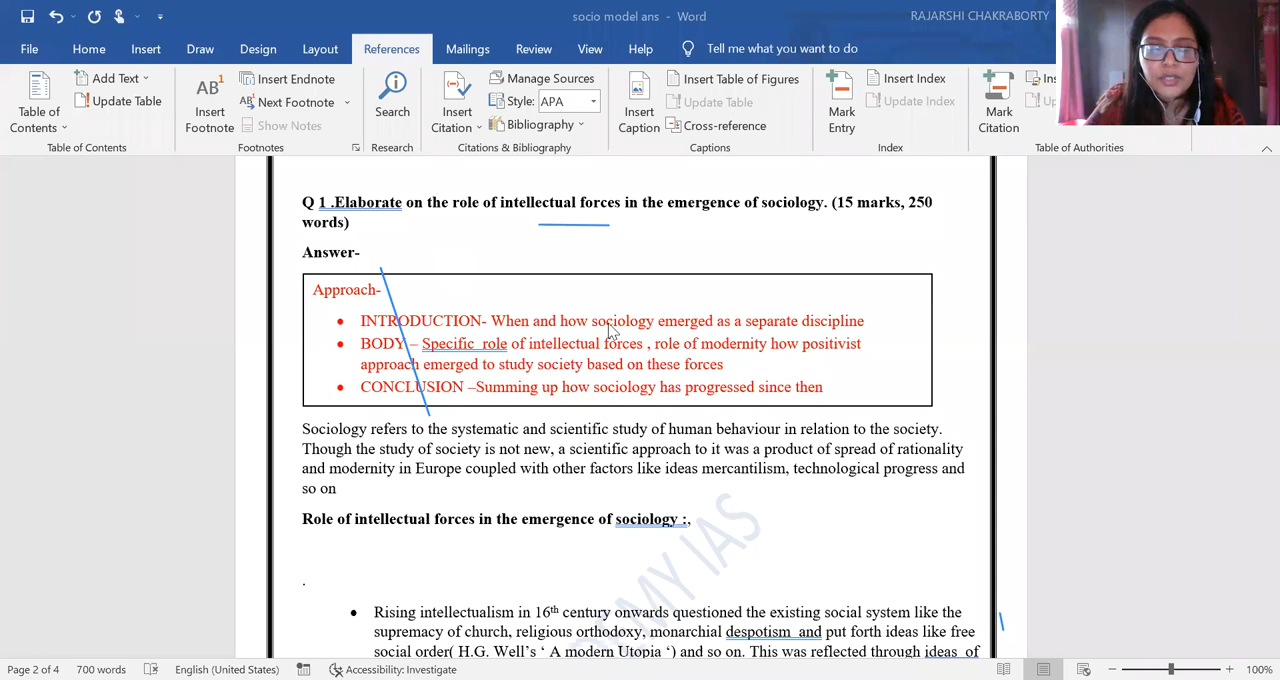 socio model ans - Word
RAJARSHI CHAKRABORTY
File Home Insert Draw Design Layout References Mailings Review View Help Tell me what you want to do
Table of Contents
Add Text
Update Table
Table of Contents
AB1
Insert Footnote
Insert Endnote
AB1 Next Footnote
Show Notes
Footnotes
Search
Research
Insert Citation
Manage Sources
Style: APA
Bibliography
Citations & Bibliography
Insert Caption
Insert Table of Figures
Update Table
Cross-reference
Captions
Mark Entry
Insert Index
Update Index
Index
Mark Citation
Table of Authorities
Q 1 .Elaborate on the role of intellectual forces in the emergence of sociology. (15 marks, 250
words)
Answer-
Approach-
• INTRODUCTION- When and how sociology emerged as a separate discipline
• BODY – Specific role of intellectual forces , role of modernity how positivist
approach emerged to study society based on these forces
• CONCLUSION –Summing up how sociology has progressed since then
Sociology refers to the systematic and scientific study of human behaviour in relation to the society.
Though the study of society is not new, a scientific approach to it was a product of spread of rationality
and modernity in Europe coupled with other factors like ideas mercantilism, technological progress and
so on
Role of intellectual forces in the emergence of sociology :,
.
• Rising intellectualism in 16th century onwards questioned the existing social system like the
supremacy of church, religious orthodoxy, monarchial despotism and put forth ideas like free
social order( H.G. Well's ‘ A modern Utopia ‘) and so on. This was reflected through ideas of
MY IAS
Page 2 of 4 700 words English (United States) Accessibility: Investigate 100%